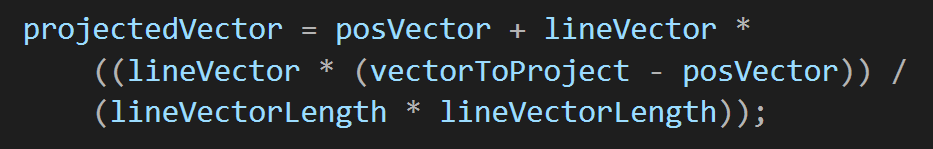 projectedVector = posVector + lineVector *
((lineVector * (vectorToProject - posVector)) /
(lineVectorLength * lineVectorLength));